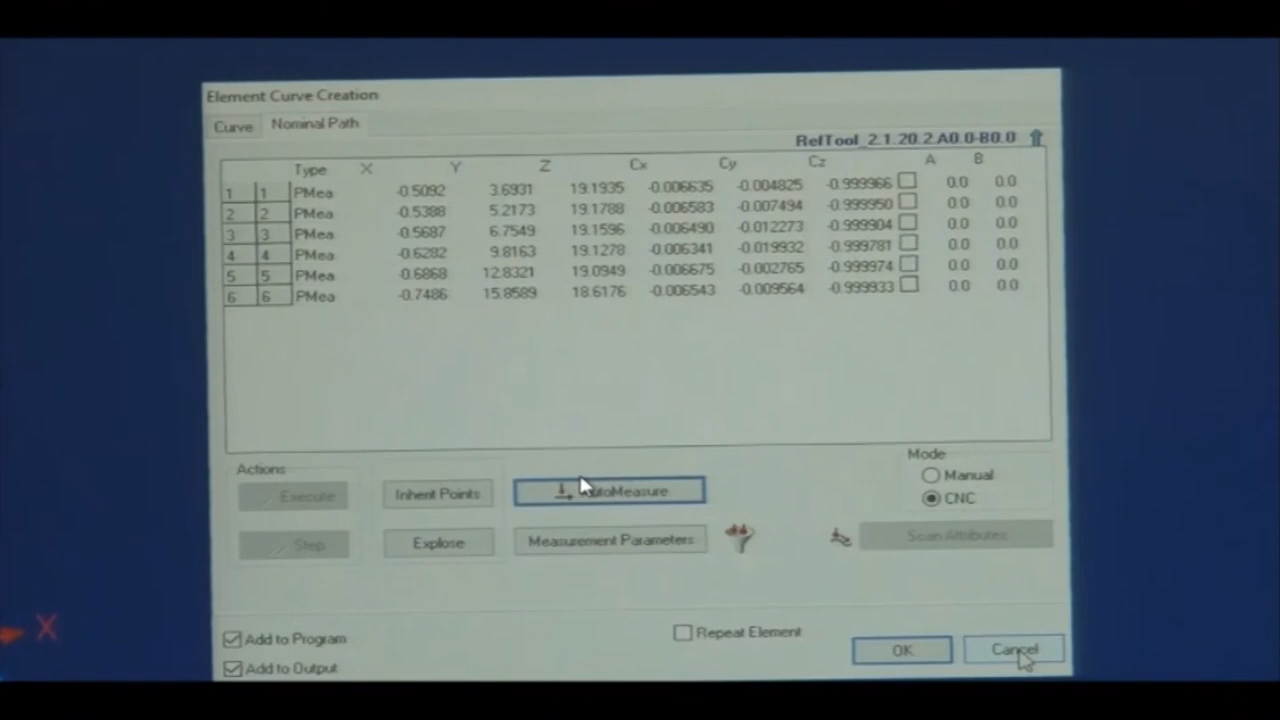 Element Curve Creation
Curve Nominal Path
RefTool_2.1.20.2.A0.0-B0.0
Type X Y Z Cx Cy Cz A B
1 1 PMea -0.5092 3.6931 19.1935 -0.006635 -0.004825 -0.999966 0.0 0.0
2 2 PMea -0.5388 5.2173 19.1788 -0.006583 -0.007494 -0.999950 0.0 0.0
3 3 PMea -0.5687 6.7549 19.1596 -0.006490 -0.012273 -0.999904 0.0 0.0
4 4 PMea -0.6282 9.8163 19.1278 -0.006341 -0.019932 -0.999781 0.0 0.0
5 5 PMea -0.6868 12.8321 19.0949 -0.006675 -0.002765 -0.999974 0.0 0.0
6 6 PMea -0.7486 15.8589 18.6176 -0.006543 -0.009564 -0.999933 0.0 0.0
Actions
Mode
Manual
Execute Inherit Points AutoMeasure CNC
Step Explose Measurement Parameters Scan Attributes
Add to Program Repeat Element
OK Cancel
Add to Output
X